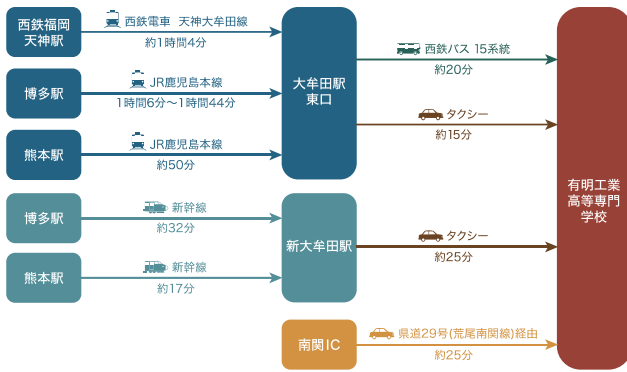 西鉄福岡
天神駅
西鉄電車 天神大牟田線
約1時間4分
博多駅
JR鹿児島本線
1時間6分～1時間44分
熊本駅
JR鹿児島本線
約50分
大牟田駅
東口
西鉄バス 15系統
約20分
タクシー
約15分
博多駅
新幹線
約32分
熊本駅
新幹線
約17分
新大牟田駅
タクシー
約25分
南関IC
県道29号(荒尾南関線)経由
約25分
有明工業
高等専門
学校